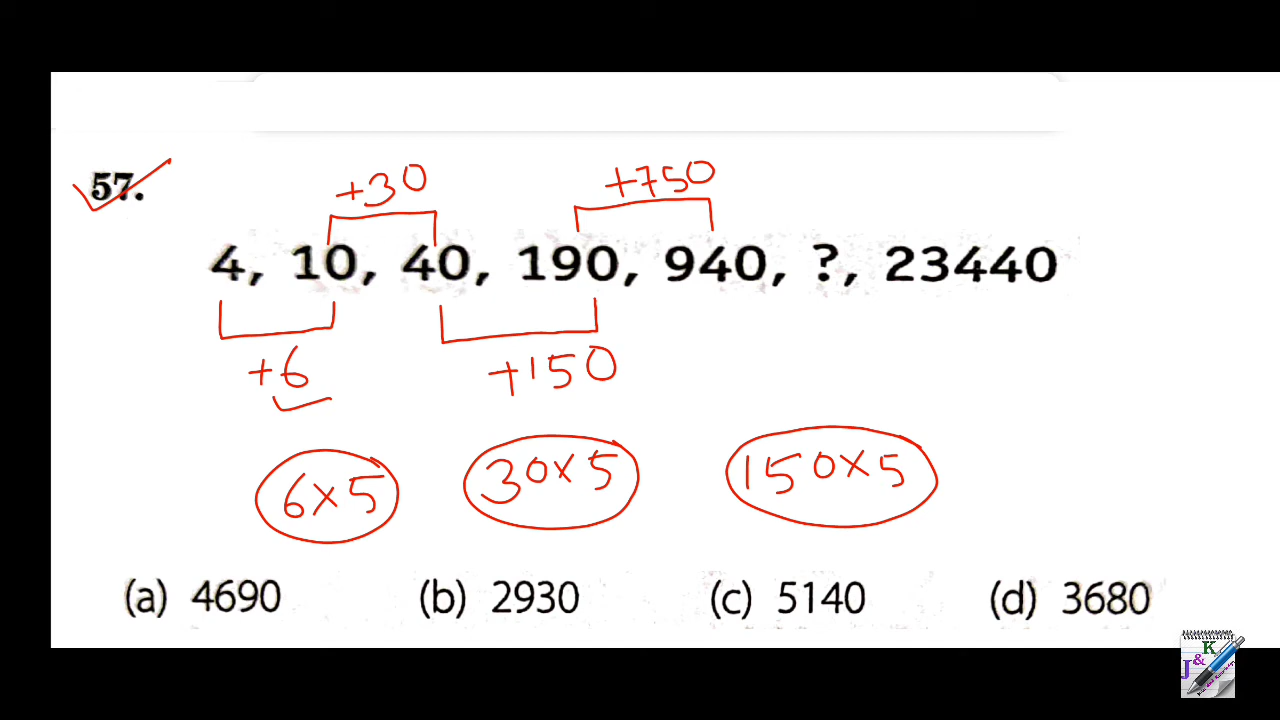 57.
+30 +750
4, 10, 40, 190, 940, ?, 23440
+6 +150
6×5 30×5 150×5
(a) 4690 (b) 2930 (c) 5140 (d) 3680
J & K